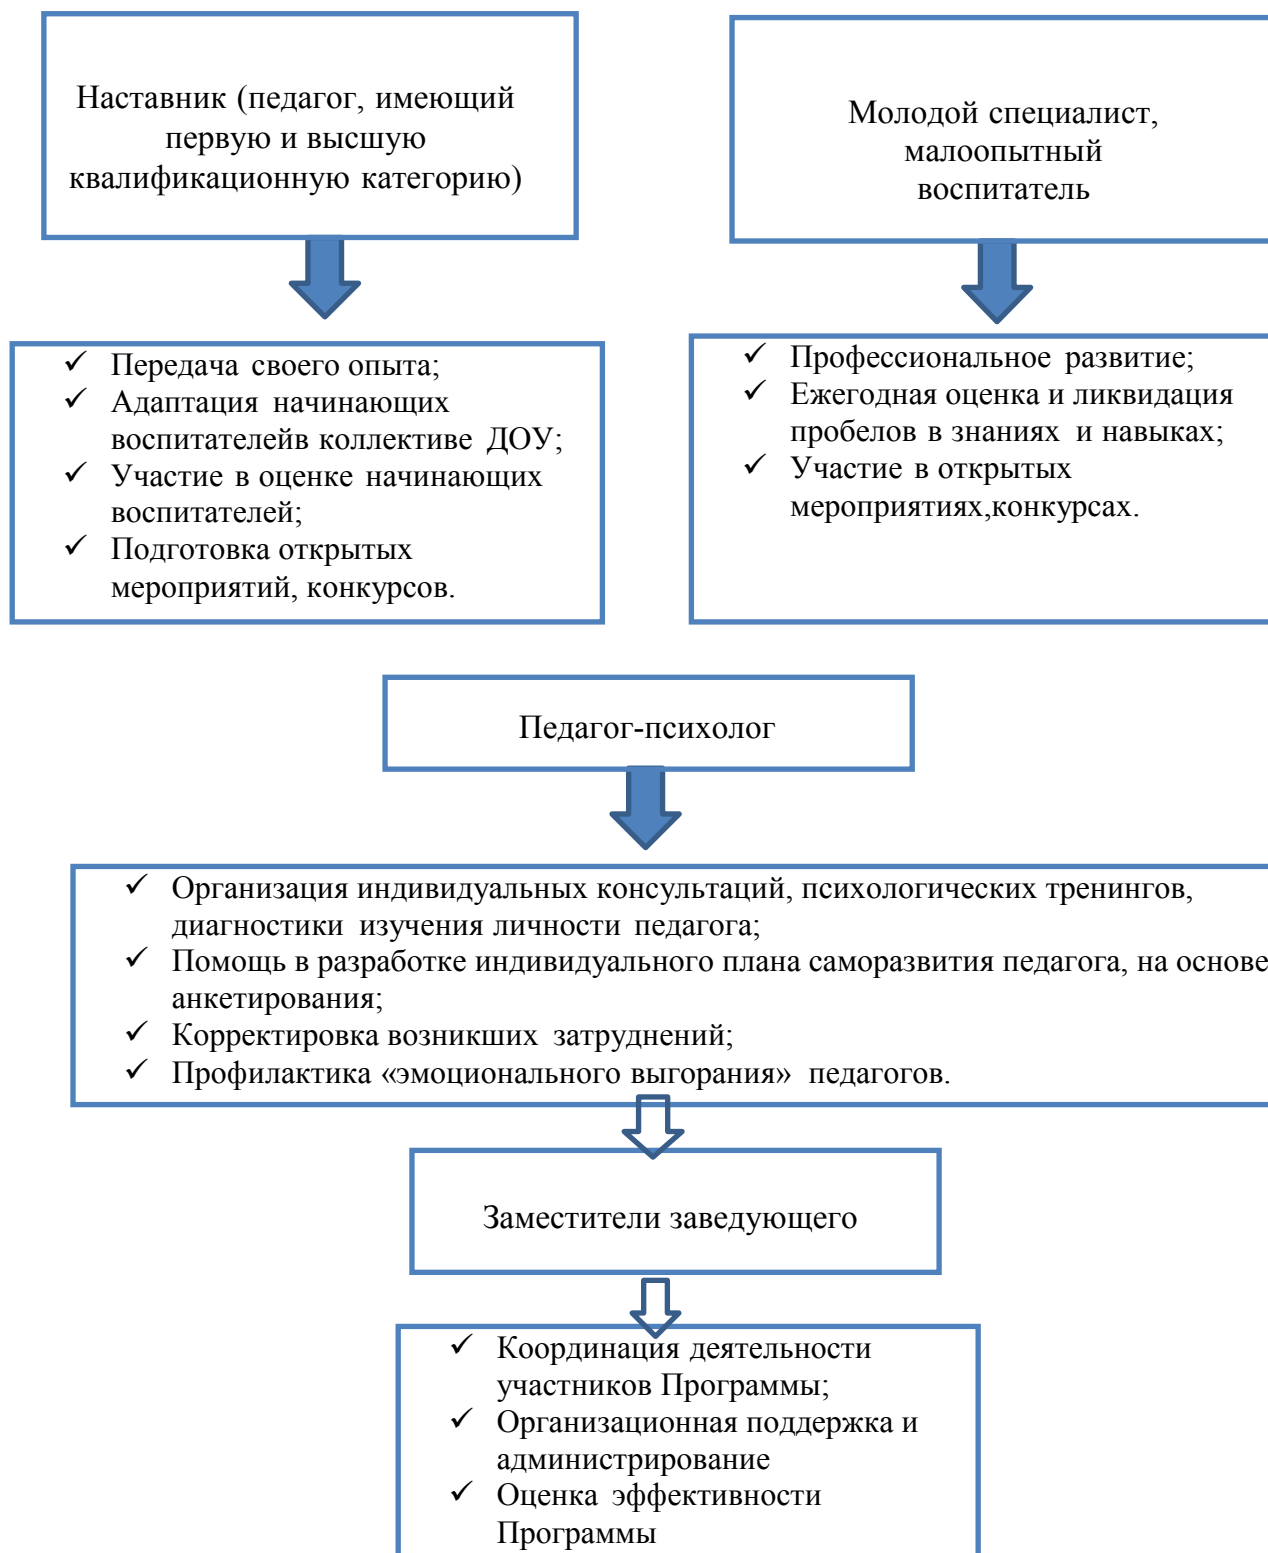 Наставник (педагог, имеющий
первую и высшую
квалификационную категорию)
Молодой специалист,
малоопытный
воспитатель
✓ Передача своего опыта;
✓ Адаптация начинающих
воспитателейв коллективе ДОУ;
✓ Участие в оценке начинающих
воспитателей;
✓ Подготовка открытых
мероприятий, конкурсов.
✓ Профессиональное развитие;
✓ Ежегодная оценка и ликвидация
пробелов в знаниях и навыках;
✓ Участие в открытых
мероприятиях,конкурсах.
Педагог-психолог
✓ Организация индивидуальных консультаций, психологических тренингов,
диагностики изучения личности педагога;
✓ Помощь в разработке индивидуального плана саморазвития педагога, на основе
анкетирования;
✓ Корректировка возникших затруднений;
✓ Профилактика «эмоционального выгорания» педагогов.
Заместители заведующего
✓ Координация деятельности
участников Программы;
✓ Организационная поддержка и
администрирование
✓ Оценка эффективности
Программы